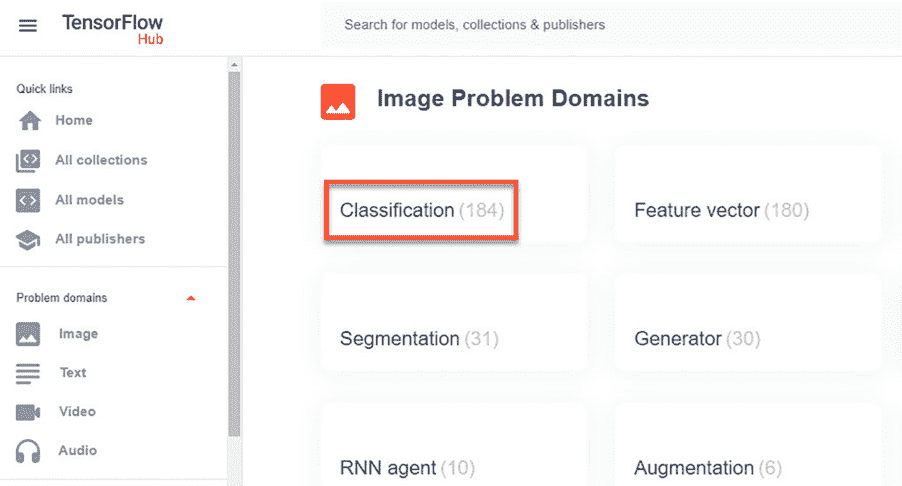 TensorFlow
Hub
Search for models, collections & publishers
Quick links
Home
All collections
All models
All publishers
Problem domains
Image
Text
Video
Audio
Image Problem Domains
Classification (184)
Feature vector (180)
Segmentation (31)
Generator (30)
RNN agent (10)
Augmentation (6)